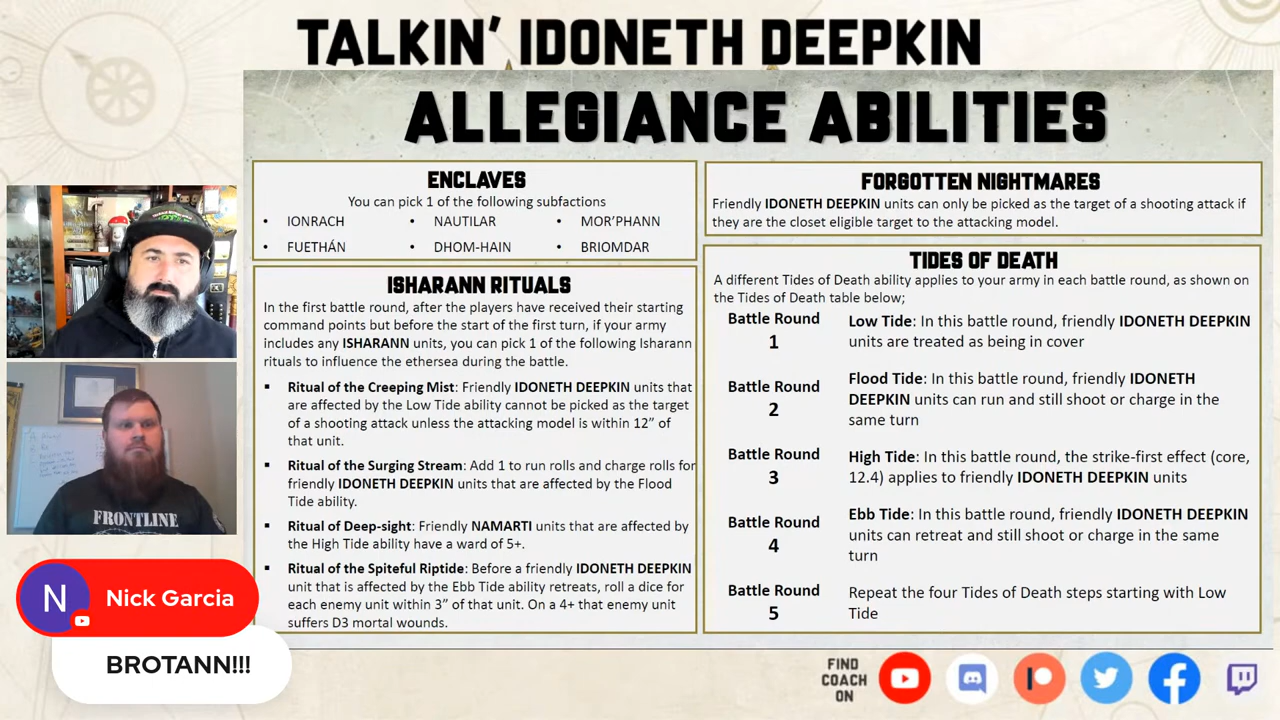 TALKIN' IDONETH DEEPKIN
ALLEGIANCE ABILITIES
ENCLAVES
You can pick 1 of the following subfactions
• IONRACH • NAUTILAR • MOR'PHANN
• FUETHÁN • DHOM-HAIN • BRIOMDAR
ISHARANN RITUALS
In the first battle round, after the players have received their starting
command points but before the start of the first turn, if your army
includes any ISHARANN units, you can pick 1 of the following Isharann
rituals to influence the ethersea during the battle.
▪ Ritual of the Creeping Mist: Friendly IDONETH DEEPKIN units that
are affected by the Low Tide ability cannot be picked as the target
of a shooting attack unless the attacking model is within 12" of
that unit.
▪ Ritual of the Surging Stream: Add 1 to run rolls and charge rolls for
friendly IDONETH DEEPKIN units that are affected by the Flood
Tide ability.
▪ Ritual of Deep-sight: Friendly NAMARTI units that are affected by
the High Tide ability have a ward of 5+.
▪ Ritual of the Spiteful Riptide: Before a friendly IDONETH DEEPKIN
unit that is affected by the Ebb Tide ability retreats, roll a dice for
each enemy unit within 3" of that unit. On a 4+ that enemy unit
suffers D3 mortal wounds.
FORGOTTEN NIGHTMARES
Friendly IDONETH DEEPKIN units can only be picked as the target of a shooting attack if
they are the closet eligible target to the attacking model.
TIDES OF DEATH
A different Tides of Death ability applies to your army in each battle round, as shown on
the Tides of Death table below;
Battle Round
1
Low Tide: In this battle round, friendly IDONETH DEEPKIN
units are treated as being in cover
Battle Round
2
Flood Tide: In this battle round, friendly IDONETH
DEEPKIN units can run and still shoot or charge in the
same turn
Battle Round
3
High Tide: In this battle round, the strike-first effect (core,
12.4) applies to friendly IDONETH DEEPKIN units
Battle Round
4
Ebb Tide: In this battle round, friendly IDONETH DEEPKIN
units can retreat and still shoot or charge in the same
turn
Battle Round
5
Repeat the four Tides of Death steps starting with Low
Tide
FRONTLINE
N
Nick Garcia
BROTANN!!!
FIND
COACH
ON